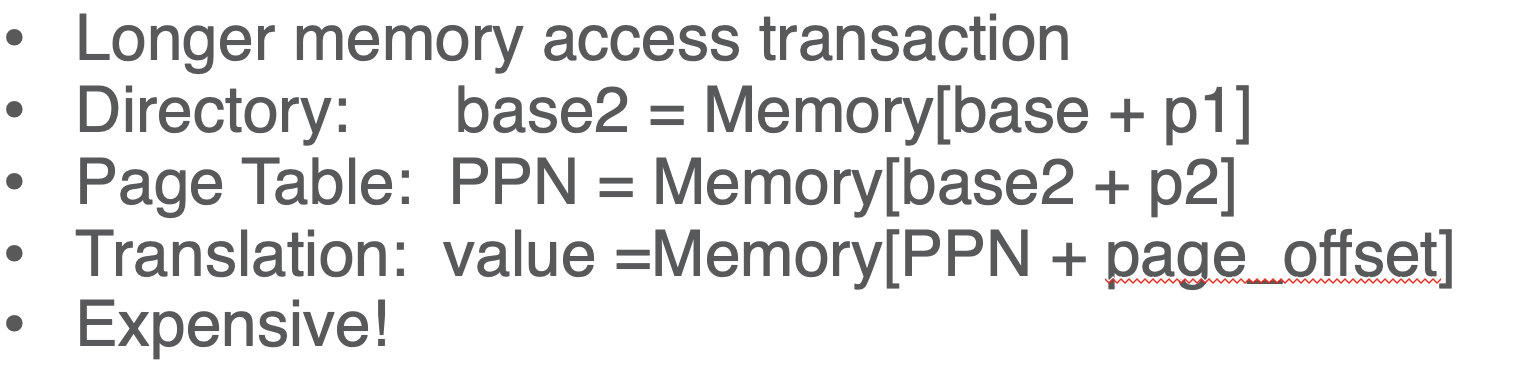 • Longer memory access transaction
• Directory: base2 = Memory[base + p1]
• Page Table: PPN = Memory[base2 + p2]
• Translation: value =Memory[PPN + page_offset]
• Expensive!